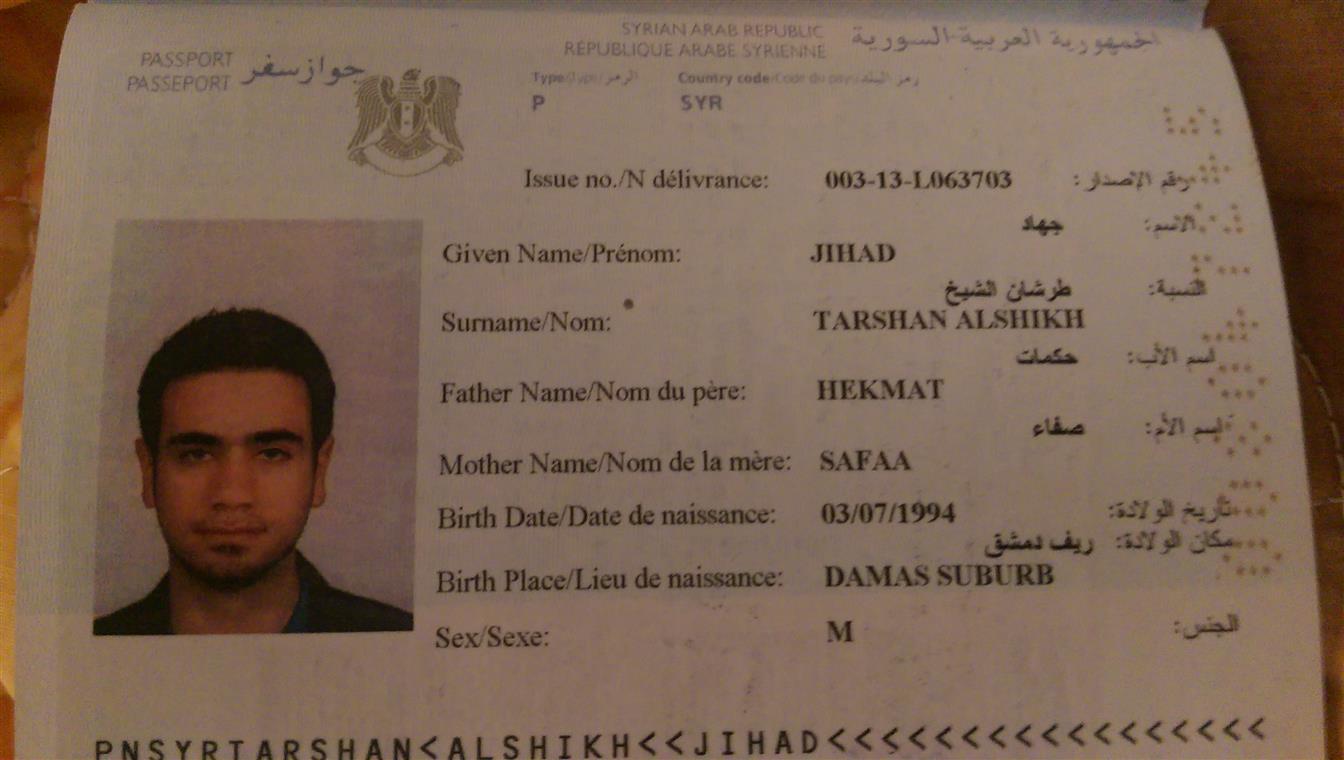 SYRIAN ARAB REPUBLIC
RÉPUBLIQUE ARABE SYRIENNE
الجمهورية العربية السورية
PASSPORT
PASSEPORT
جواز سفر
Type/Type/الرمز
Country code/Code du pays/رمز البلد
P
SYR
Issue no./N délivrance: 003-13-L063703 رقم الإصدار:
جهاد الاسم:
Given Name/Prénom: JIHAD
طرشان الشيخ النسبة:
Surname/Nom: TARSHAN ALSHIKH
حكمات اسم الأب:
Father Name/Nom du père: HEKMAT
صفاء اسم الأم:
Mother Name/Nom de la mère: SAFAA
Birth Date/Date de naissance: 03/07/1994 تاريخ الولادة:
ريف دمشق مكان الولادة:
Birth Place/Lieu de naissance: DAMAS SUBURB
Sex/Sexe: M الجنس:
PNSYRTARSHAN<ALSHIKH<<JIHAD<<<<<<<<<<<<<<<<<